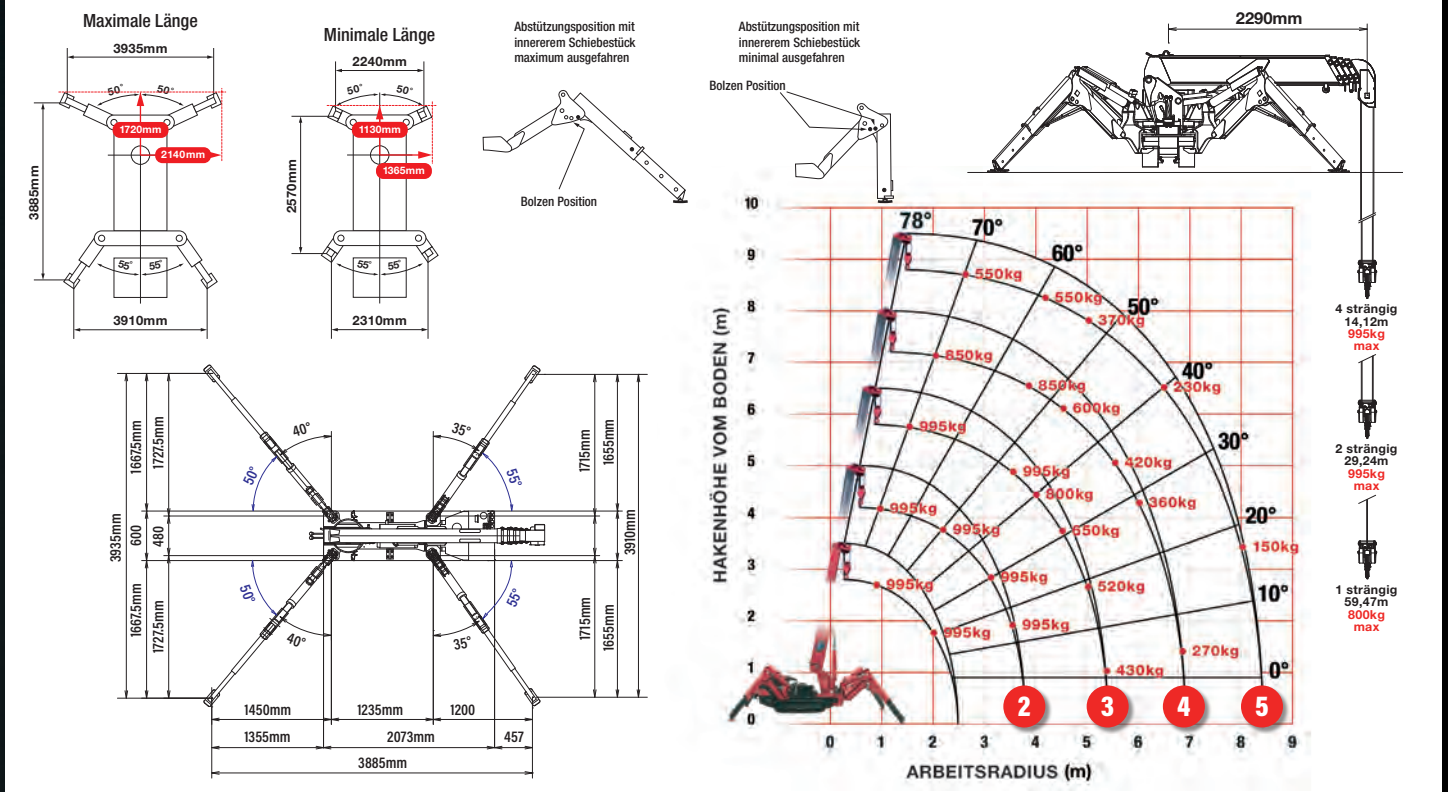 Maximale Länge
3935mm
50°
50°
1720mm
2140mm
3885mm
55°
55°
3910mm
Minimale Länge
2240mm
50°
50°
1130mm
1365mm
2570mm
55°
55°
2310mm
Abstützungsposition mit
innererem Schiebestück
maximum ausgefahren
Bolzen Position
Abstützungsposition mit
innererem Schiebestück
minimal ausgefahren
Bolzen Position
2290mm
4 strängig
14,12m
995kg
max
2 strängig
29,24m
995kg
max
1 strängig
59,47m
800kg
max
1667.5mm
1727.5mm
40°
35°
1715mm
1655mm
50°
55°
3935mm
600
480
3910mm
50°
55°
1667.5mm
1727.5mm
40°
35°
1715mm
1655mm
1450mm
1235mm
1200
1355mm
2073mm
457
3885mm
HAKENHÖHE VOM BODEN (m)
10
9
8
7
6
5
4
3
2
1
0
78°
70°
60°
50°
40°
30°
20°
10°
0°
550kg
550kg
370kg
230kg
150kg
850kg
850kg
600kg
420kg
360kg
270kg
995kg
995kg
800kg
550kg
520kg
430kg
995kg
995kg
995kg
995kg
995kg
995kg
2
3
4
5
0
1
2
3
4
5
6
7
8
9
ARBEITSRADIUS (m)